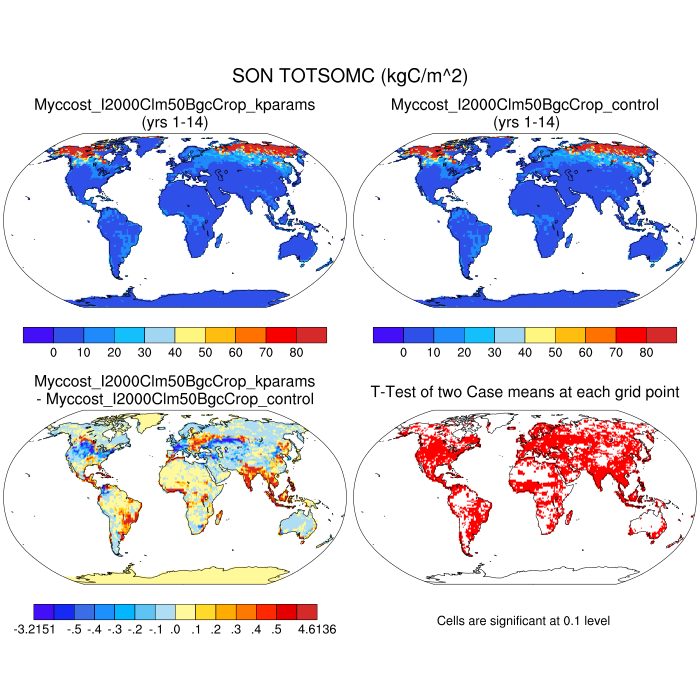 SON TOTSOMC (kgC/m^2)
Myccost_I2000Clm50BgcCrop_kparams
(yrs 1-14)
Myccost_I2000Clm50BgcCrop_control
(yrs 1-14)
0 10 20 30 40 50 60 70 80
0 10 20 30 40 50 60 70 80
Myccost_I2000Clm50BgcCrop_kparams
- Myccost_I2000Clm50BgcCrop_control
T-Test of two Case means at each grid point
-3.2151 -.5 -.4 -.3 -.2 -.1 .0 .1 .2 .3 .4 .5 4.6136
Cells are significant at 0.1 level